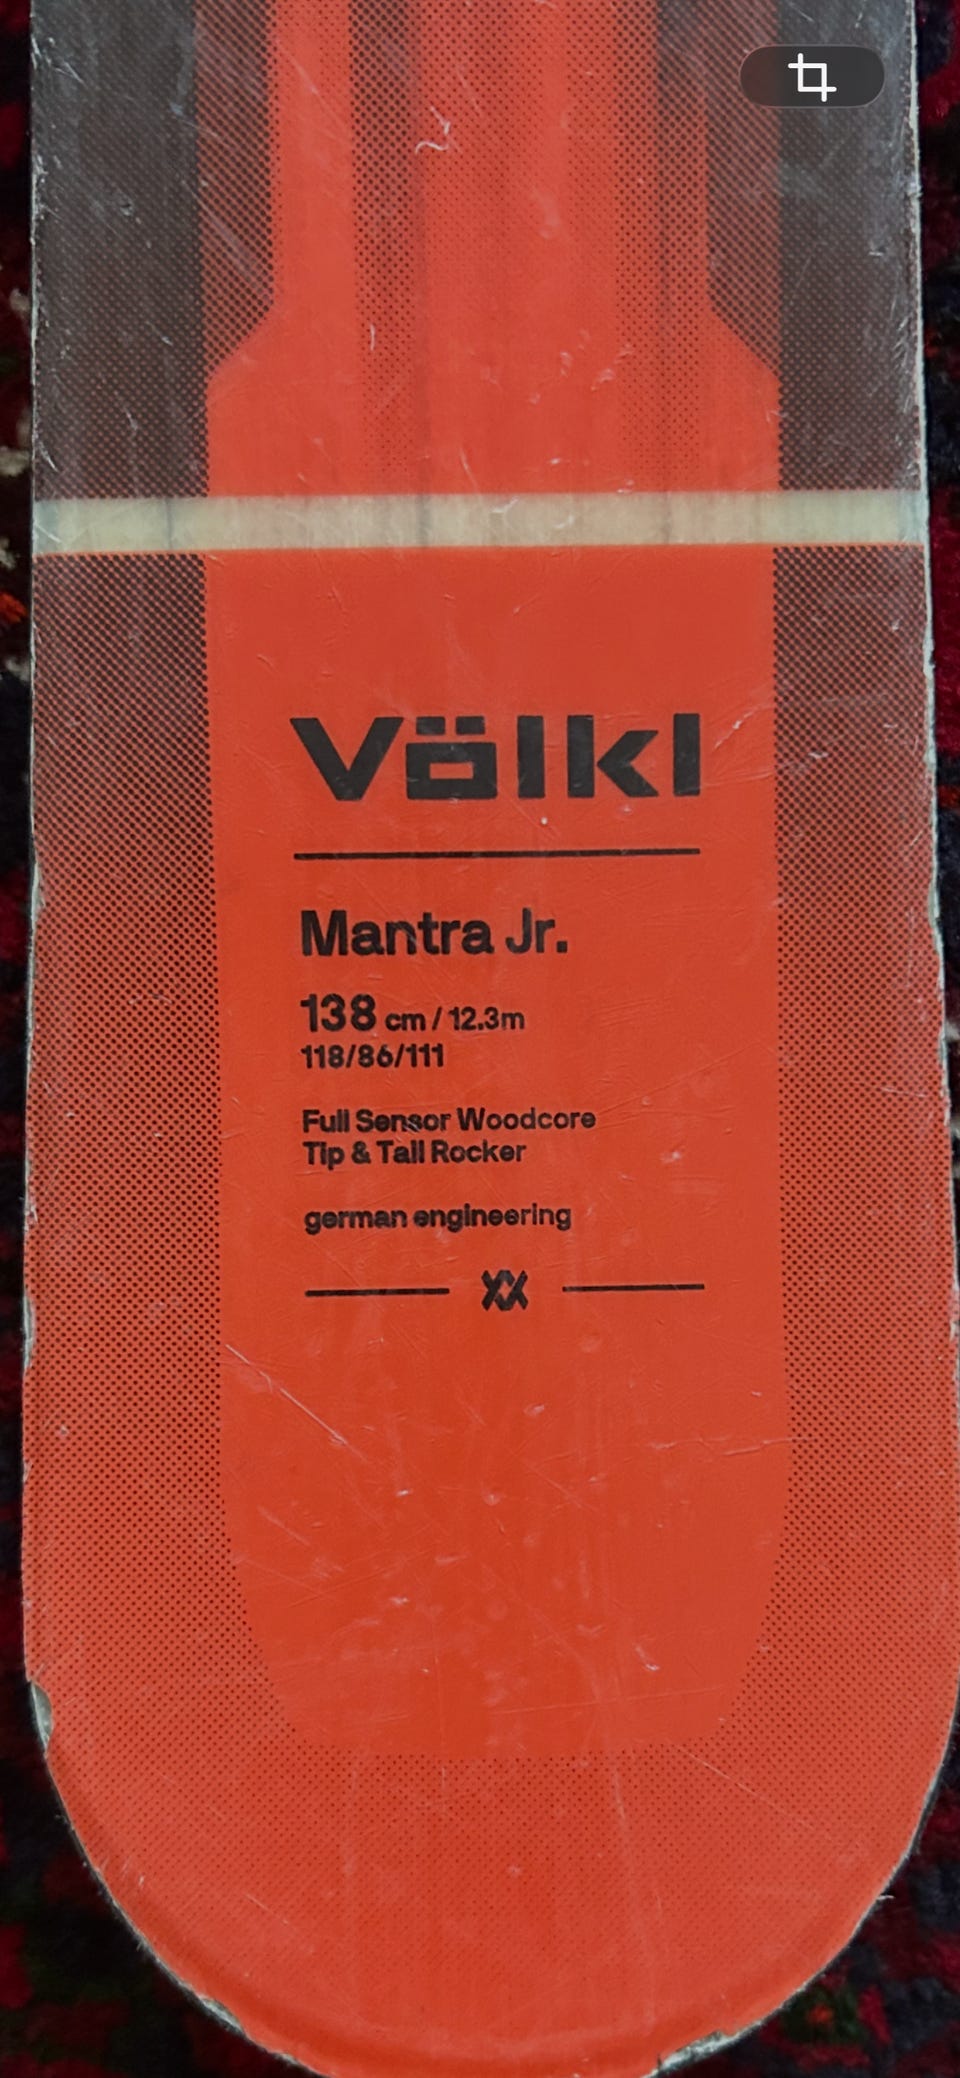 Völkl
Mantra Jr.
138 cm / 12.3m
118/86/111
Full Sensor Woodcore
Tip & Tail Rocker
german engineering